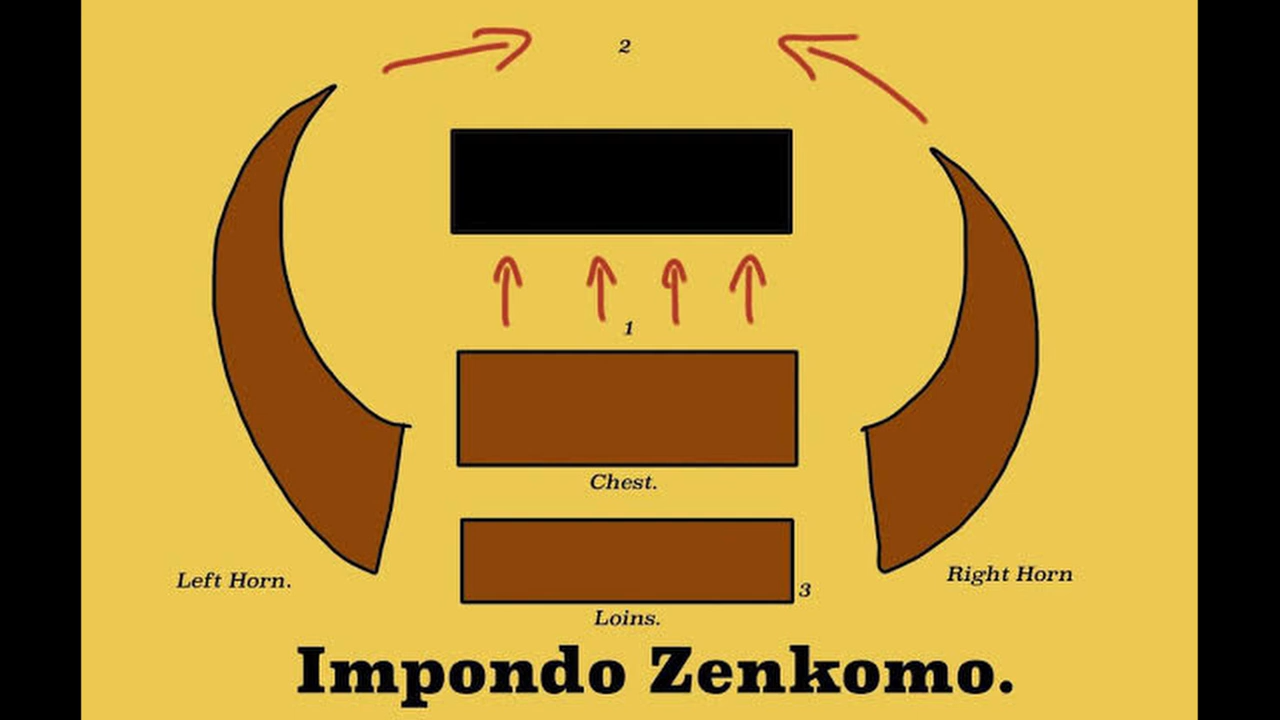 2
1
Chest.
Left Horn.
Right Horn
3
Loins.
Impondo Zenkomo.